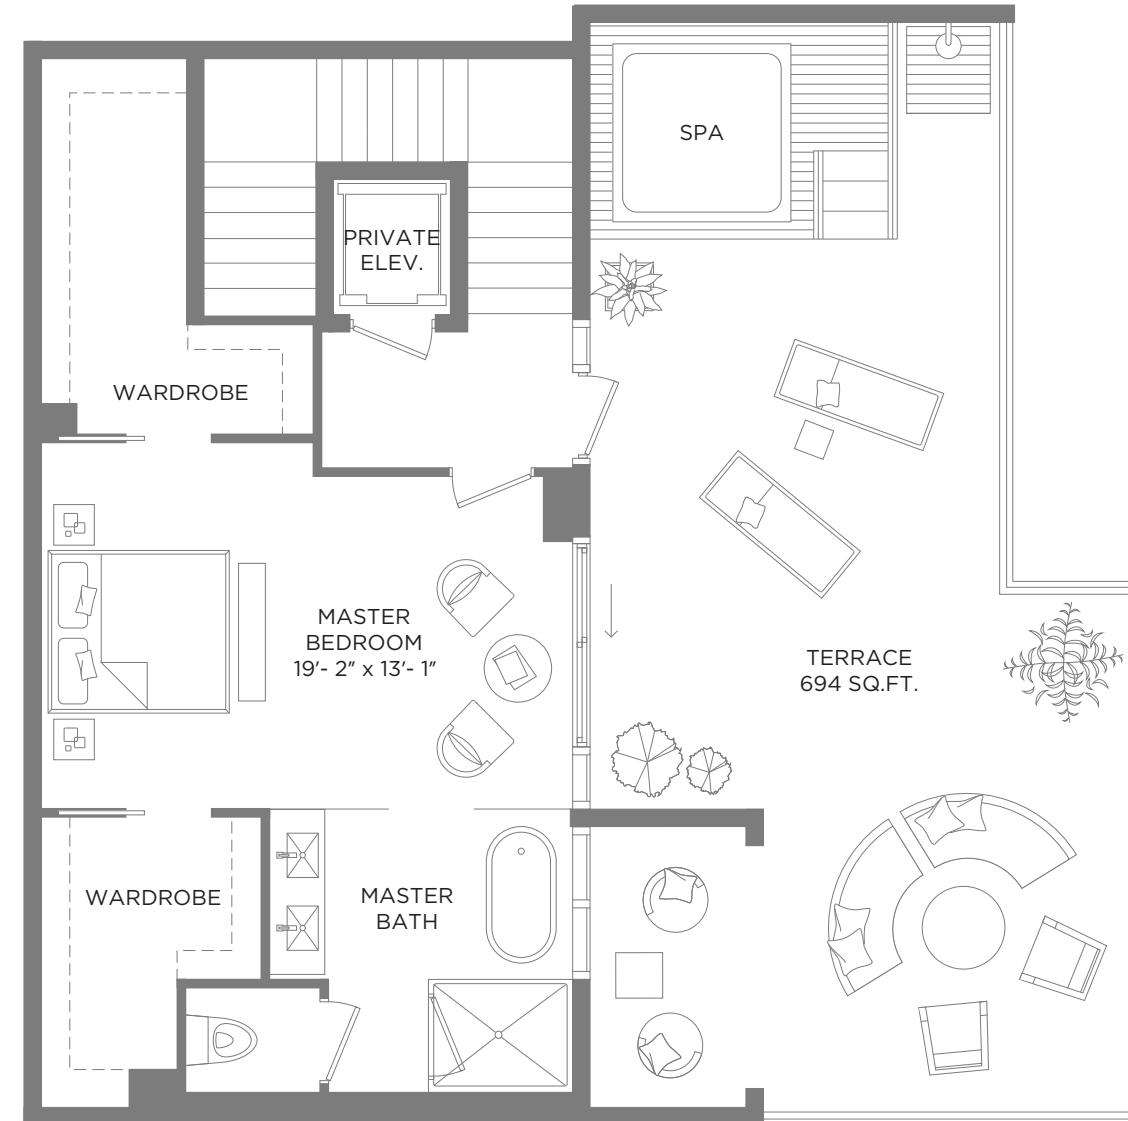 SPA
PRIVATE
ELEV.
WARDROBE
MASTER
BEDROOM
19'- 2" x 13'- 1"
TERRACE
694 SQ.FT.
WARDROBE
MASTER
BATH